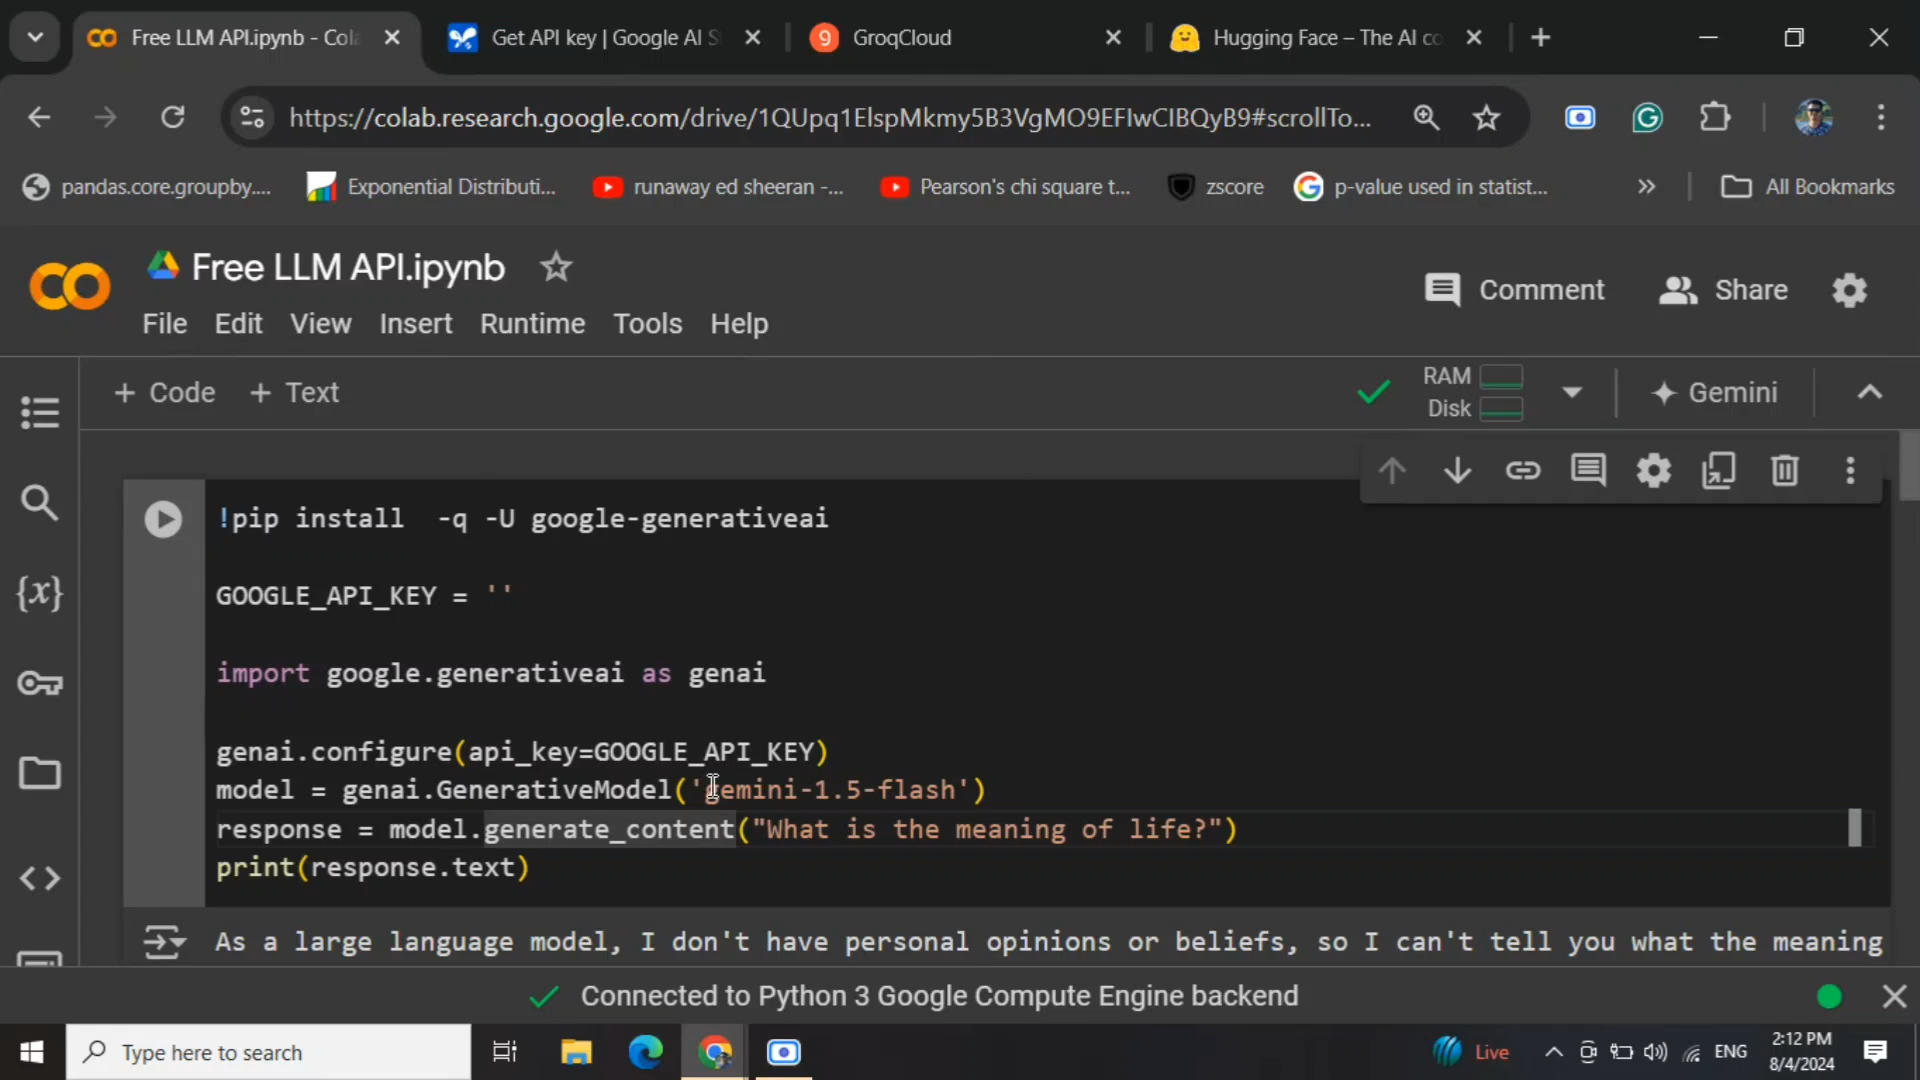 Free LLM API.ipynb - Cola
Get API key | Google AI S
GroqCloud
Hugging Face – The AI co
https://colab.research.google.com/drive/1QUpq1ElspMkmy5B3VgMO9EFIwCIBQyB9#scrollTo...
pandas.core.groupby....
Exponential Distributi...
runaway ed sheeran -...
Pearson's chi square t...
zscore
p-value used in statist...
All Bookmarks
Free LLM API.ipynb
Comment
Share
File Edit View Insert Runtime Tools Help
+ Code + Text
RAM
Disk
Gemini
!pip install  -q -U google-generativeai
GOOGLE_API_KEY = ''
import google.generativeai as genai
genai.configure(api_key=GOOGLE_API_KEY)
model = genai.GenerativeModel('gemini-1.5-flash')
response = model.generate_content("What is the meaning of life?")
print(response.text)
As a large language model, I don't have personal opinions or beliefs, so I can't tell you what the meaning
Connected to Python 3 Google Compute Engine backend
Type here to search
Live
ENG
2:12 PM
8/4/2024